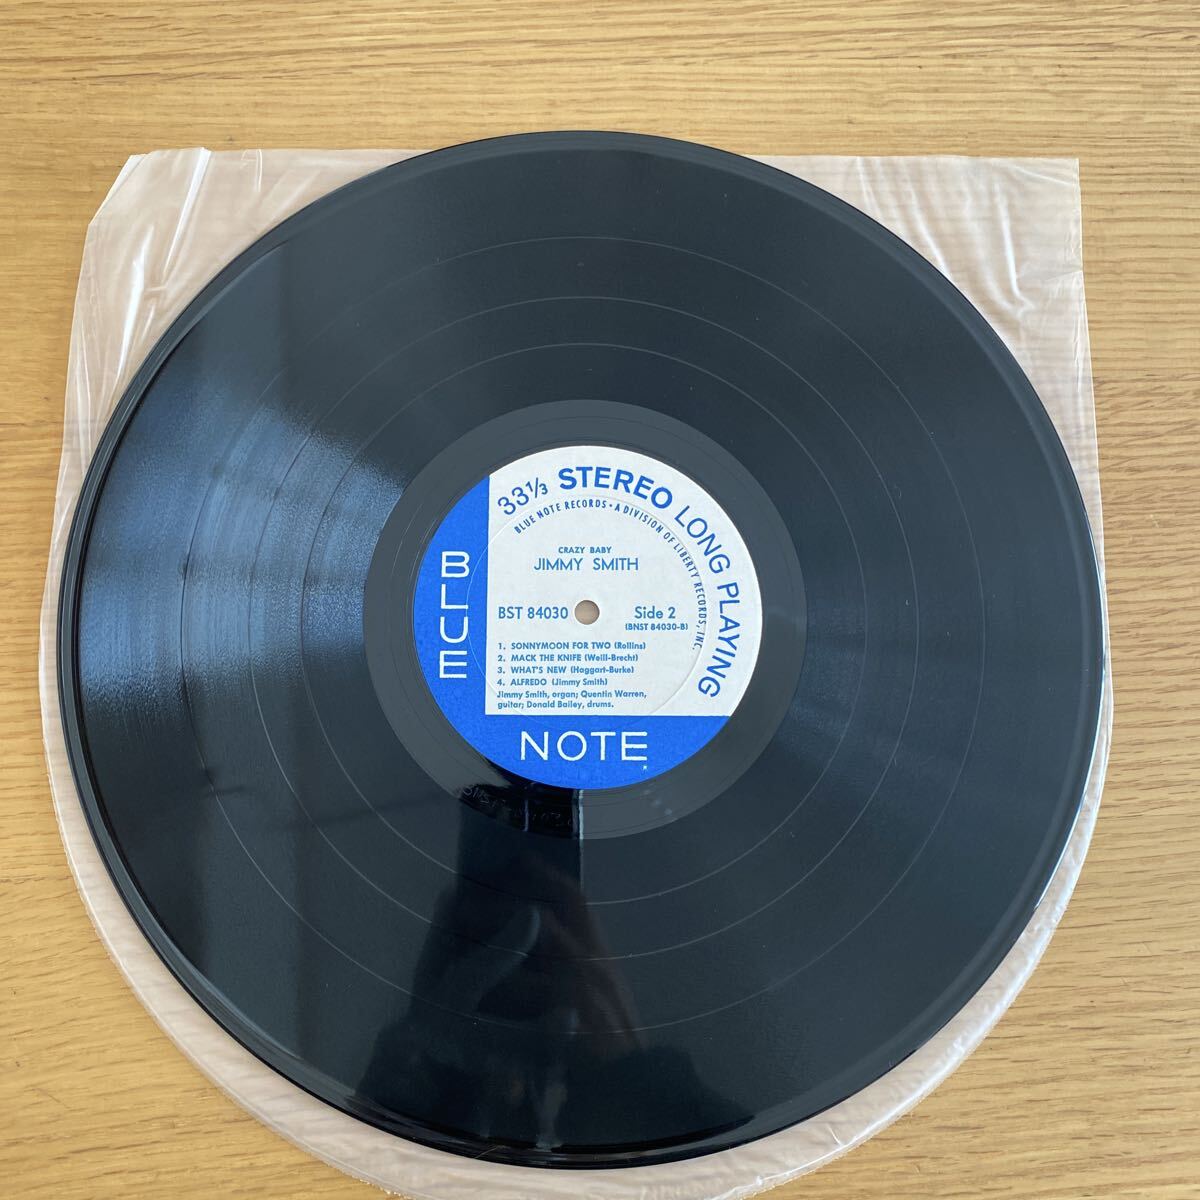 33⅓ STEREO LONG PLAYING
BLUE NOTE RECORDS • A DIVISION OF LIBERTY RECORDS, INC.
CRAZY BABY
JIMMY SMITH
BST 84030 Side 2
(BNST 84030-B)
1. SONNYMOON FOR TWO (Rollins)
2. MACK THE KNIFE (Weill-Brecht)
3. WHAT'S NEW (Haggart-Burke)
4. ALFREDO (Jimmy Smith)
Jimmy Smith, organ; Quentin Warren,
guitar; Donald Bailey, drums.
BLUE
NOTE